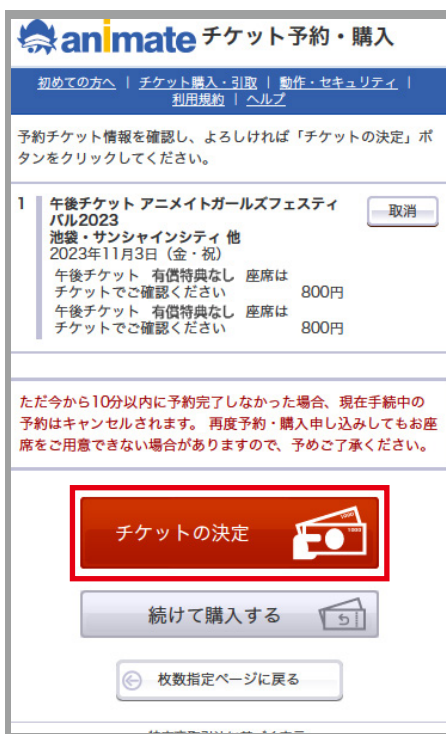 animate チケット予約・購入
初めての方へ | チケット購入・引取 | 動作・セキュリティ |
利用規約 | ヘルプ
予約チケット情報を確認し、よろしければ「チケットの決定」ボ
タンをクリックしてください。
1 午後チケット アニメイトガールズフェスティ 取消
バル2023
池袋・サンシャインシティ 他
2023年11月3日（金・祝）
午後チケット 有償特典なし 座席は
チケットでご確認ください 800円
午後チケット 有償特典なし 座席は
チケットでご確認ください 800円
ただ今から10分以内に予約完了しなかった場合、現在手続中の
予約はキャンセルされます。 再度予約・購入申し込みしてもお座
席をご用意できない場合がありますので、予めご了承ください。
チケットの決定
続けて購入する
枚数指定ページに戻る